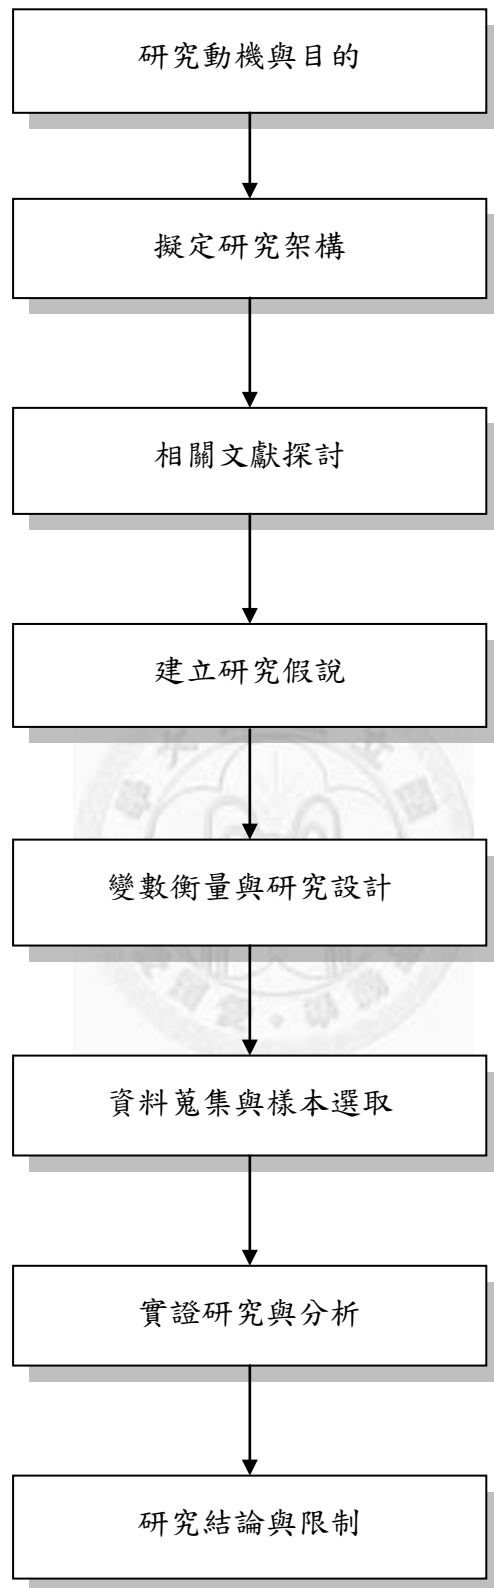 研究動機與目的
擬定研究架構
相關文獻探討
建立研究假說
變數衡量與研究設計
資料蒐集與樣本選取
實證研究與分析
研究結論與限制